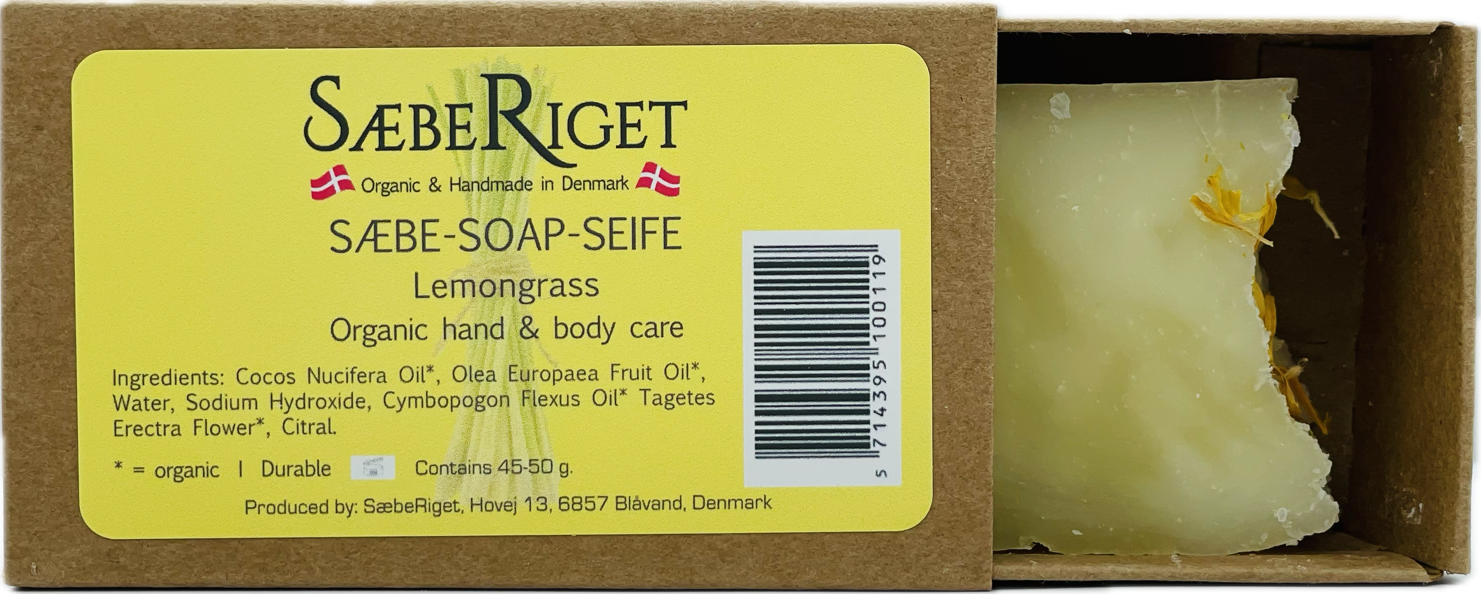 SÆBERIGET
Organic & Handmade in Denmark
SÆBE-SOAP-SEIFE
Lemongrass
Organic hand & body care
Ingredients: Cocos Nucifera Oil*, Olea Europaea Fruit Oil*,
Water, Sodium Hydroxide, Cymbopogon Flexus Oil* Tagetes
Erectra Flower*, Citral.
* = organic I Durable Contains 45-50 g.
Produced by: SæbeRiget, Hovej 13, 6857 Blåvand, Denmark
5 714395 100119